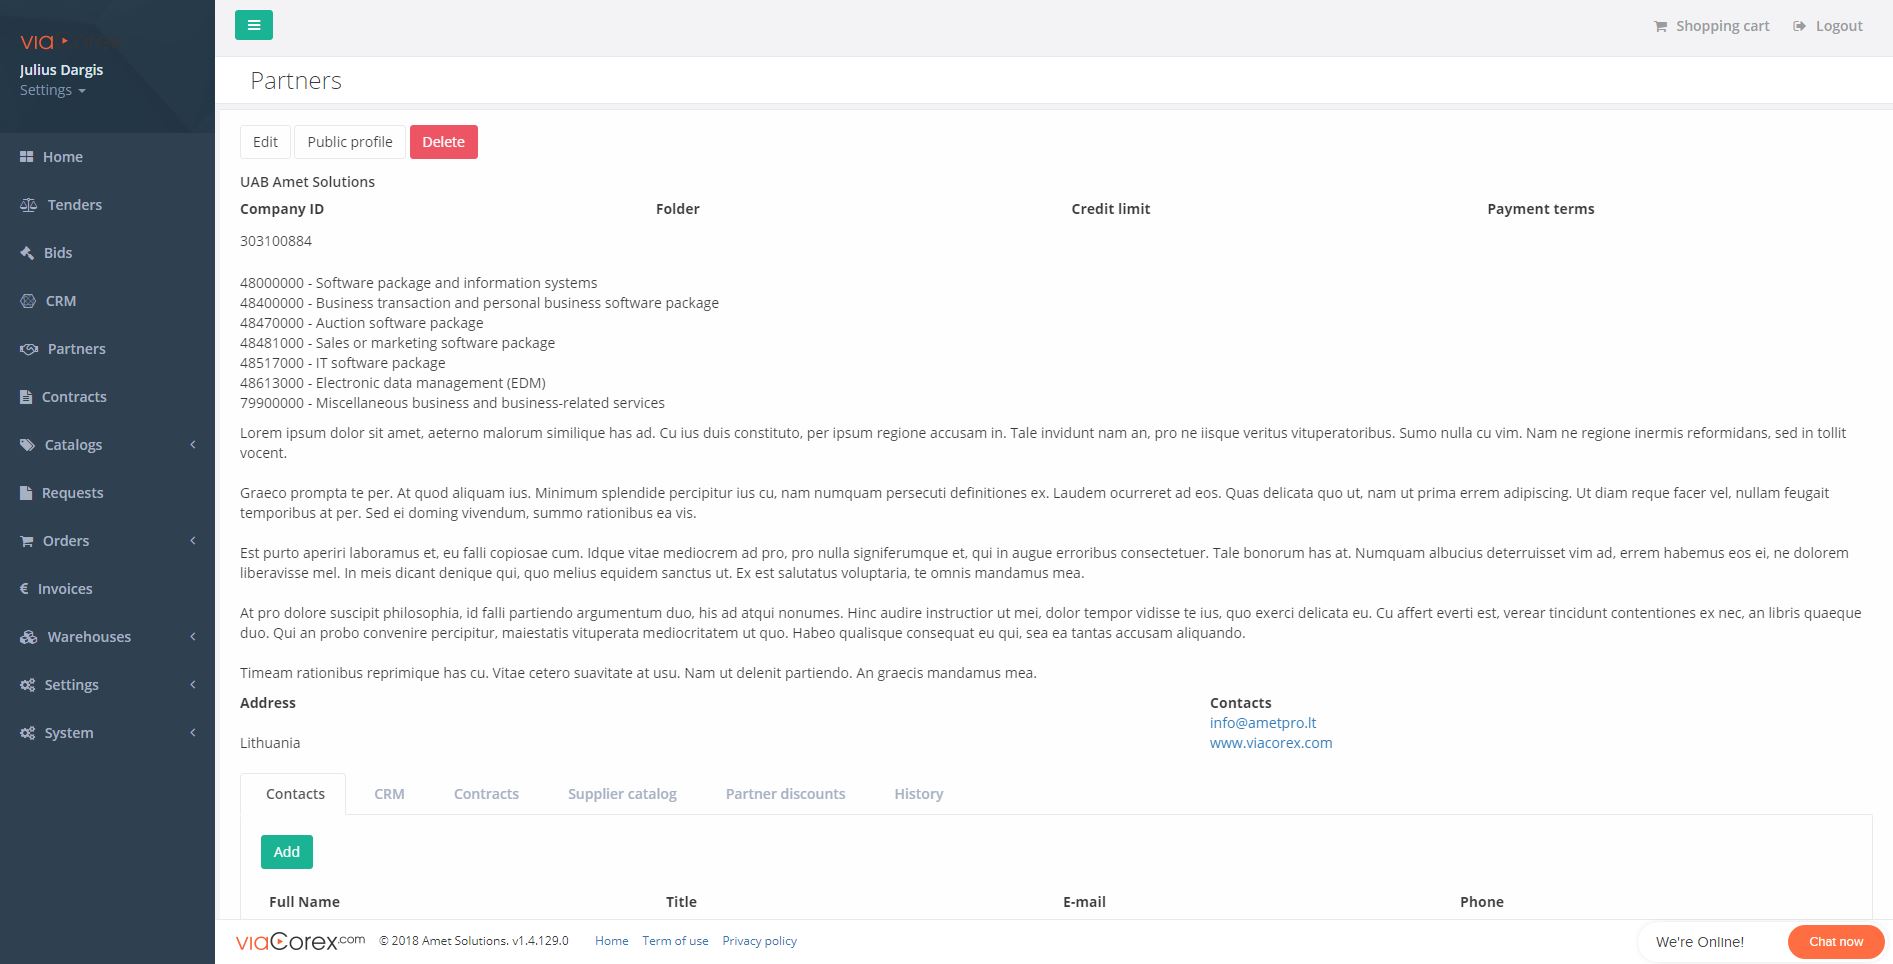 viacorex
Julius Dargis
Settings
Home
Tenders
Bids
CRM
Partners
Contracts
Catalogs
Requests
Orders
€ Invoices
Warehouses
Settings
System
Shopping cart
Logout
Partners
Edit
Public profile
Delete
UAB Amet Solutions
Company ID
Folder
Credit limit
Payment terms
303100884
48000000 - Software package and information systems
48400000 - Business transaction and personal business software package
48470000 - Auction software package
48481000 - Sales or marketing software package
48517000 - IT software package
48613000 - Electronic data management (EDM)
79900000 - Miscellaneous business and business-related services
Lorem ipsum dolor sit amet, aeterno malorum similique has ad. Cu ius duis constituto, per ipsum regione accusam in. Tale invidunt nam an, pro ne iisque veritus vituperatoribus. Sumo nulla cu vim. Nam ne regione inermis reformidans, sed in tollit
vocent.
Graeco prompta te per. At quod aliquam ius. Minimum splendide percipitur ius cu, nam numquam persecuti definitiones ex. Laudem ocurreret ad eos. Quas delicata quo ut, nam ut prima errem adipiscing. Ut diam reque facer vel, nullam feugait
temporibus at per. Sed ei doming vivendum, summo rationibus ea vis.
Est purto aperiri laboramus et, eu falli copiosae cum. Idque vitae mediocrem ad pro, pro nulla signiferumque et, qui in augue erroribus consectetuer. Tale bonorum has at. Numquam albucius deterruisset vim ad, errem habemus eos ei, ne dolorem
liberavisse mel. In meis dicant denique qui, quo melius equidem sanctus ut. Ex est salutatus voluptaria, te omnis mandamus mea.
At pro dolore suscipit philosophia, id falli partiendo argumentum duo, his ad atqui nonumes. Hinc audire instructior ut mei, dolor tempor vidisse te ius, quo exerci delicata eu. Cu affert everti est, verear tincidunt contentiones ex nec, an libris quaeque
duo. Qui an probo convenire percipitur, maiestatis vituperata mediocritatem ut quo. Habeo qualisque consequat eu qui, sea ea tantas accusam aliquando.
Timeam rationibus reprimique has cu. Vitae cetero suavitate at usu. Nam ut delenit partiendo. An graecis mandamus mea.
Address
Lithuania
Contacts
info@ametpro.lt
www.viacorex.com
Contacts
CRM
Contracts
Supplier catalog
Partner discounts
History
Add
Full Name
Title
E-mail
Phone
viaCorex.com
© 2018 Amet Solutions. v1.4.129.0
Home
Term of use
Privacy policy
We're Online!
Chat now